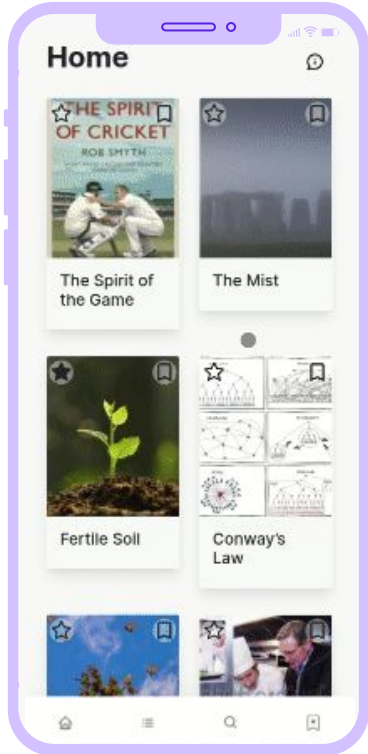 Home
THE SPIRIT
OF CRICKET
ROB SMYTH
The Spirit of
the Game
The Mist
Fertile Soil
Conway's
Law